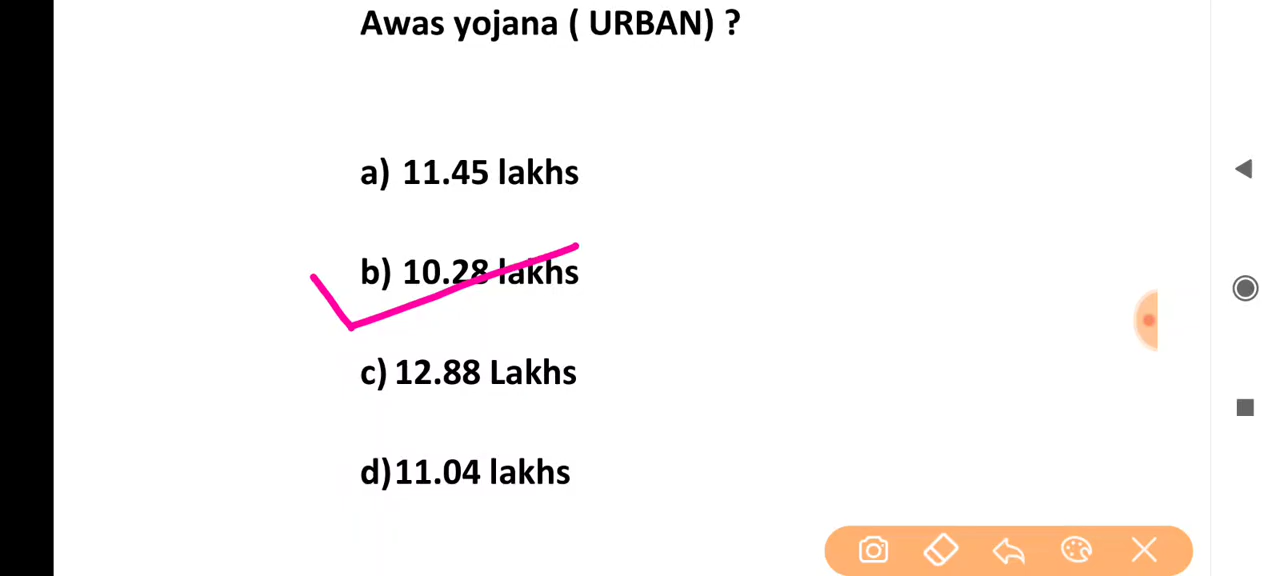 Awas yojana ( URBAN) ?
a) 11.45 lakhs
b) 10.28 lakhs
c) 12.88 Lakhs
d)11.04 lakhs